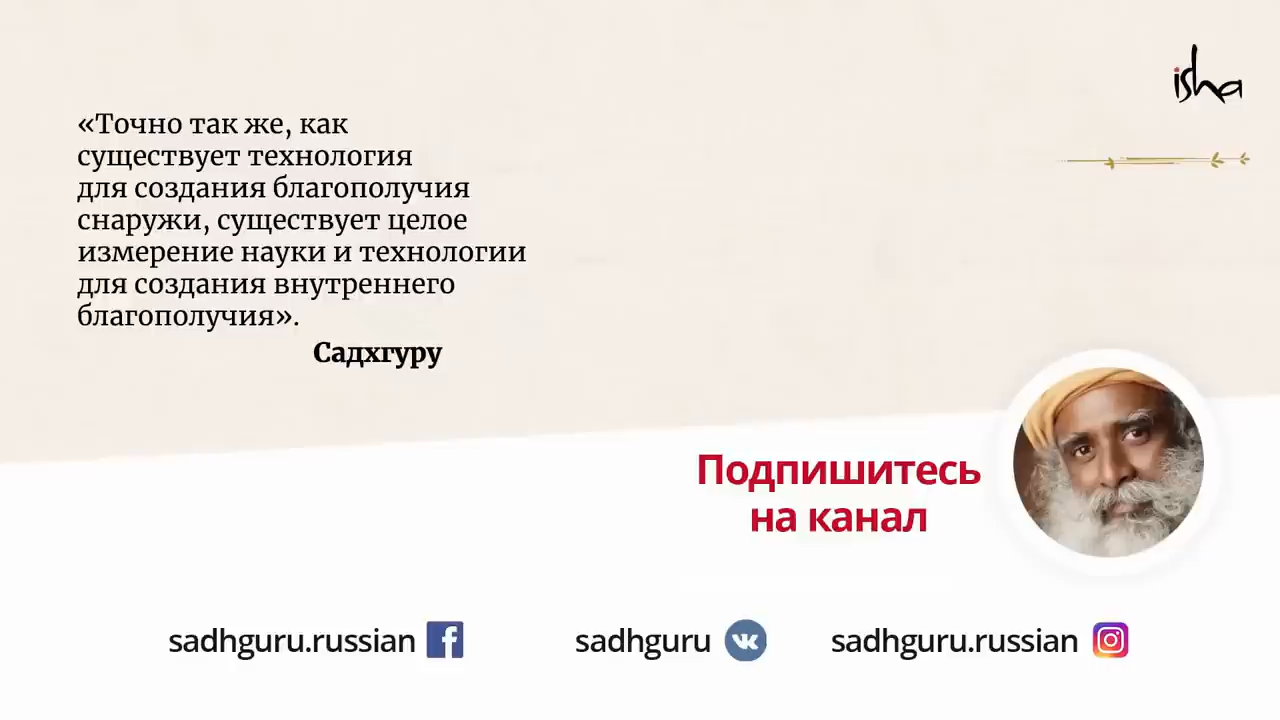 isha
«Точно так же, как
существует технология
для создания благополучия
снаружи, существует целое
измерение науки и технологии
для создания внутреннего
благополучия».
Садхгуру
Подпишитесь
на канал
sadhguru.russian
sadhguru
sadhguru.russian